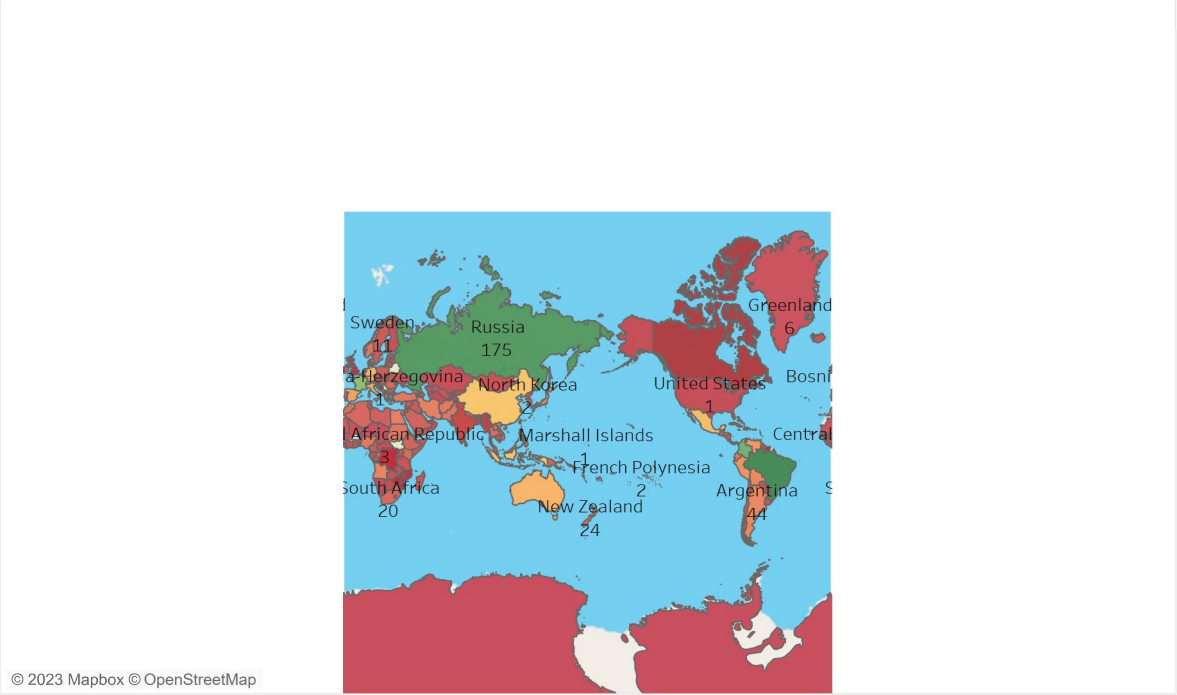 Greenland
6
Sweden
11
Russia
175
a-Herzegovina
1
North Korea
2
United States
1
Bosni
African Republic
3
Marshall Islands
1
Central
French Polynesia
2
South Africa
20
Argentina
44
New Zealand
24
© 2023 Mapbox © OpenStreetMap